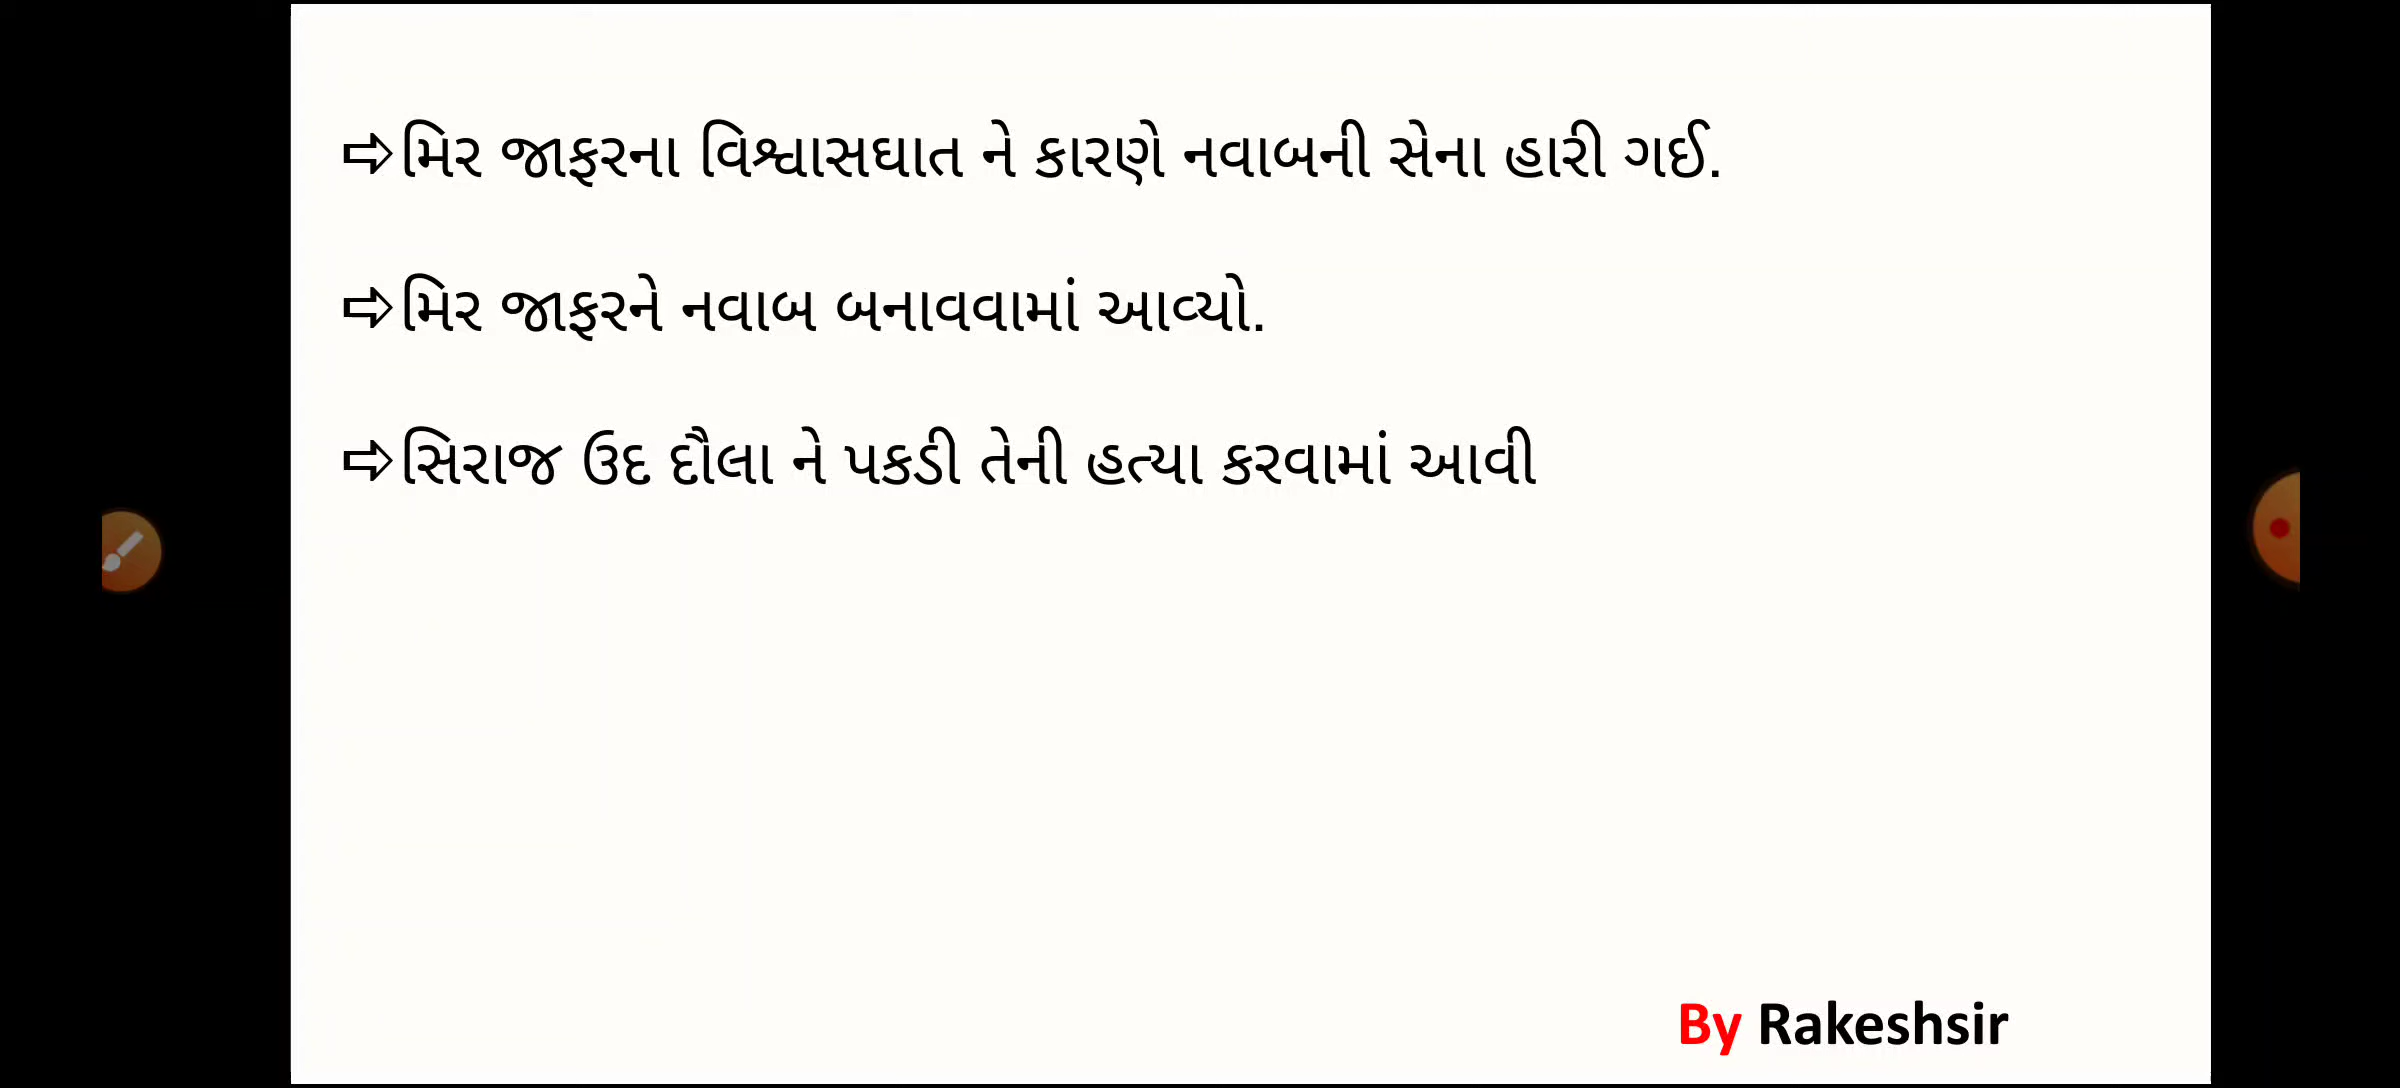 ⇨મિર જાફરના વિશ્વાસઘાત ને કારણે નવાબની સેના હારી ગઈ.
⇨મિર જાફરને નવાબ બનાવવામાં આવ્યો.
⇨સિરાજ ઉદ દૌલા ને પકડી તેની હત્યા કરવામાં આવી
By Rakeshsir